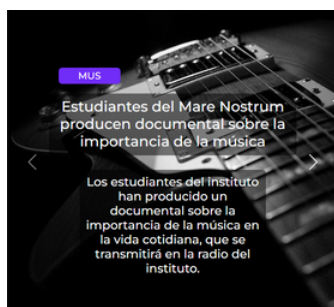 MUS
Estudiantes del Mare Nostrum
producen documental sobre la
importancia de la música
Los estudiantes del instituto
han producido un
documental sobre la
importancia de la música en
la vida cotidiana, que se
transmitirá en la radio del
instituto.